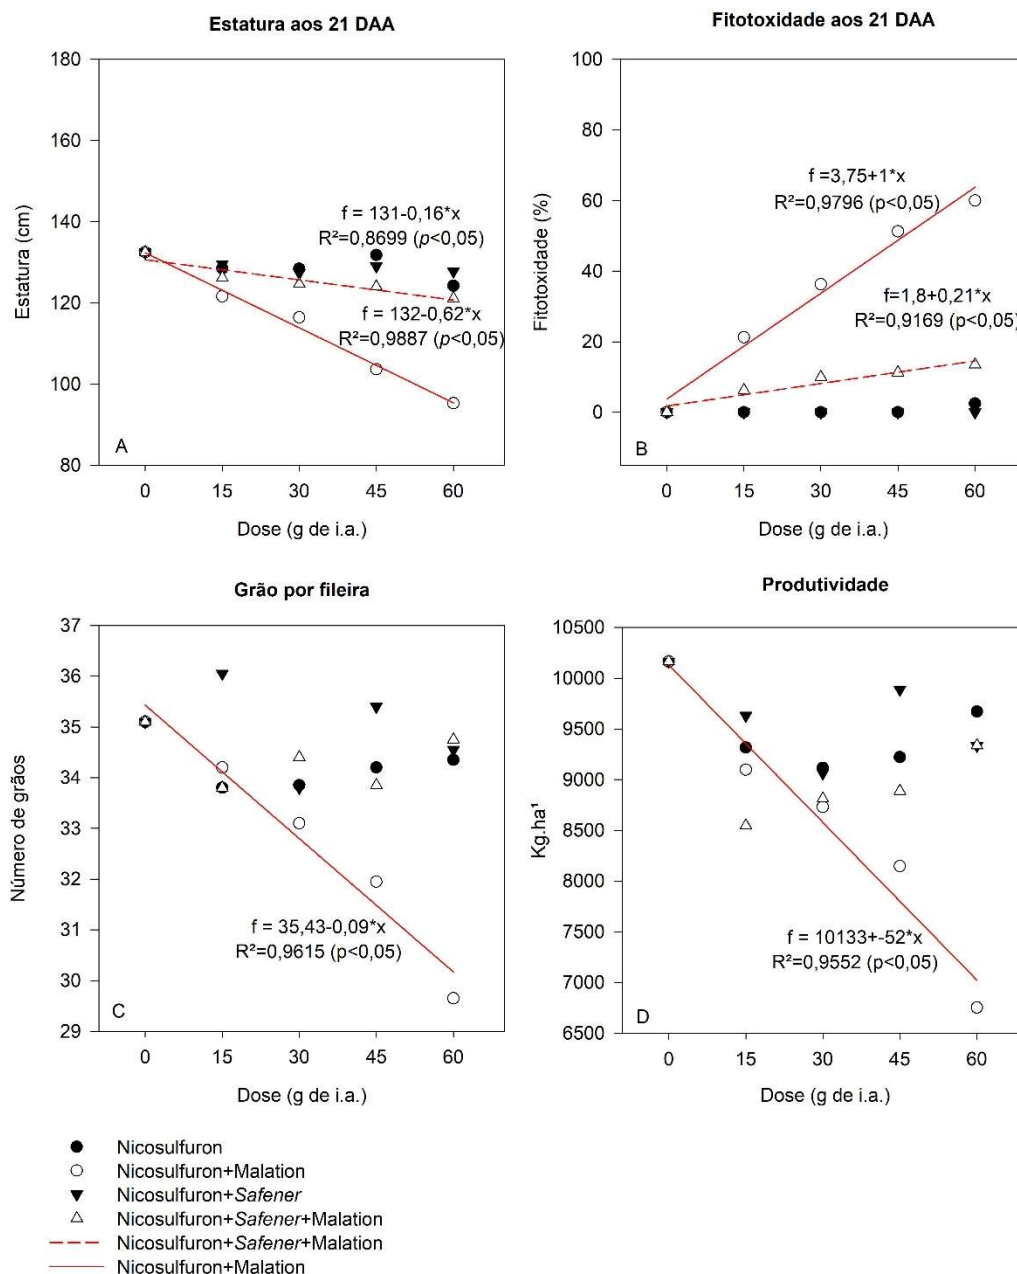 Estatura aos 21 DAA
180
160
140
120
100
80
Estatura (cm)
f = 131-0,16*x
R²=0,8699 (p<0,05)
f = 132-0,62*x
R²=0,9887 (p<0,05)
A
0 15 30 45 60
Dose (g de i.a.)
Fitotoxidade aos 21 DAA
100
80
60
40
20
0
Fitotoxidade (%)
f =3,75+1*x
R²=0,9796 (p<0,05)
f=1,8+0,21*x
R²=0,9169 (p<0,05)
B
0 15 30 45 60
Dose (g de i.a.)
Grão por fileira
37
36
35
34
33
32
31
30
29
Número de grãos
f = 35,43-0,09*x
R²=0,9615 (p<0,05)
C
0 15 30 45 60
Dose (g de i.a.)
Produtividade
10500
10000
9500
9000
8500
8000
7500
7000
6500
Kg.ha¹
f = 10133+-52*x
R²=0,9552 (p<0,05)
D
0 15 30 45 60
Dose (g de i.a.)
Nicosulfuron
Nicosulfuron+Malation
Nicosulfuron+Safener
Nicosulfuron+Safener+Malation
Nicosulfuron+Safener+Malation
Nicosulfuron+Malation